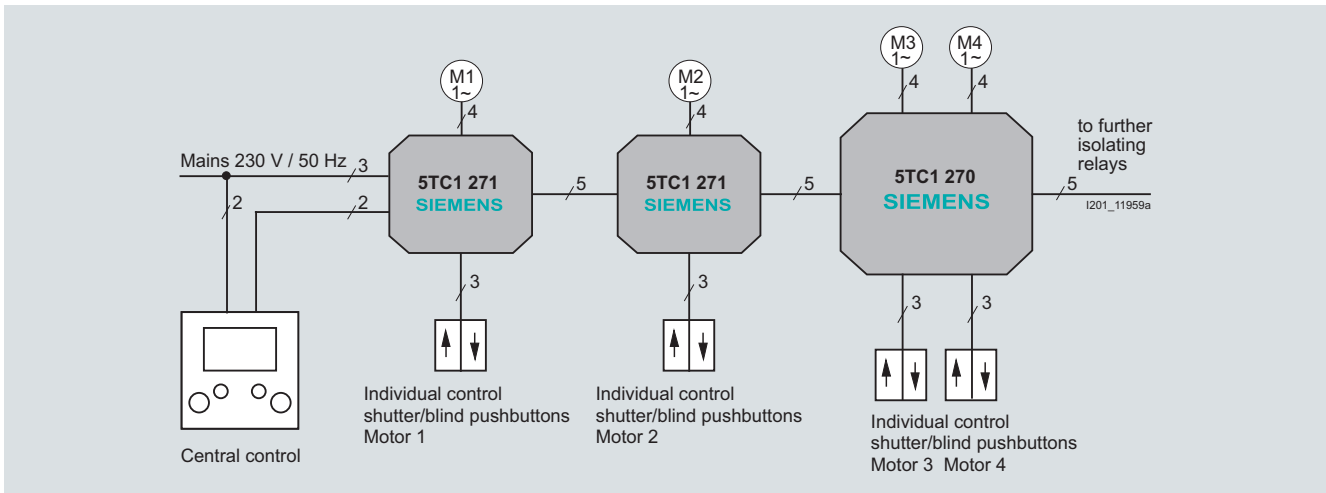 M1
1~
M2
1~
M3
1~
M4
1~
4
4
4
4
Mains 230 V / 50 Hz
3
2
2
5TC1 271
SIEMENS
5
5TC1 271
SIEMENS
5
5TC1 270
SIEMENS
to further
isolating
relays
5
I201_11959a
3
3
3
3
Central control
Individual control
shutter/blind pushbuttons
Motor 1
Individual control
shutter/blind pushbuttons
Motor 2
Individual control
shutter/blind pushbuttons
Motor 3 Motor 4